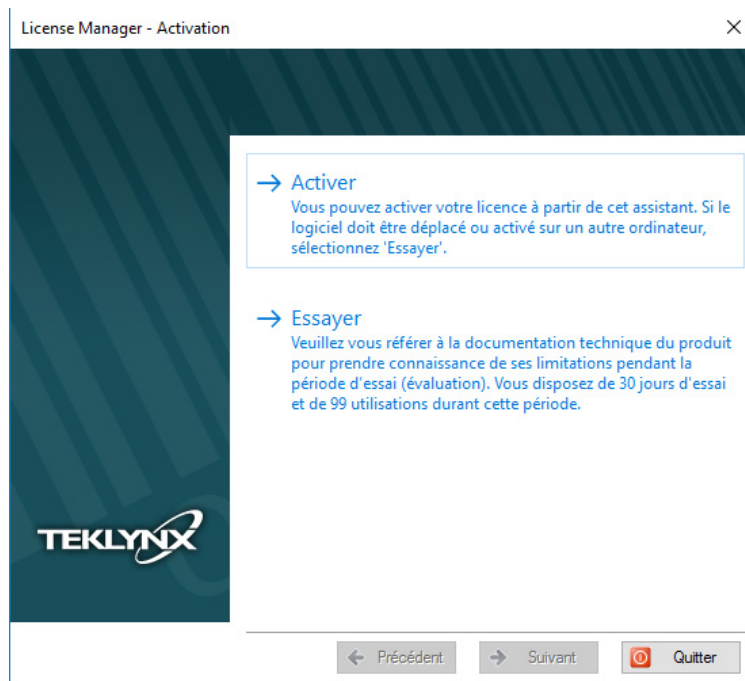 License Manager - Activation
Activer
Vous pouvez activer votre licence à partir de cet assistant. Si le
logiciel doit être déplacé ou activé sur un autre ordinateur,
sélectionnez 'Essayer'.
Essayer
Veuillez vous référer à la documentation technique du produit
pour prendre connaissance de ses limitations pendant la
période d'essai (évaluation). Vous disposez de 30 jours d'essai
et de 99 utilisations durant cette période.
TEKLYNX
Précédent
Suivant
Quitter